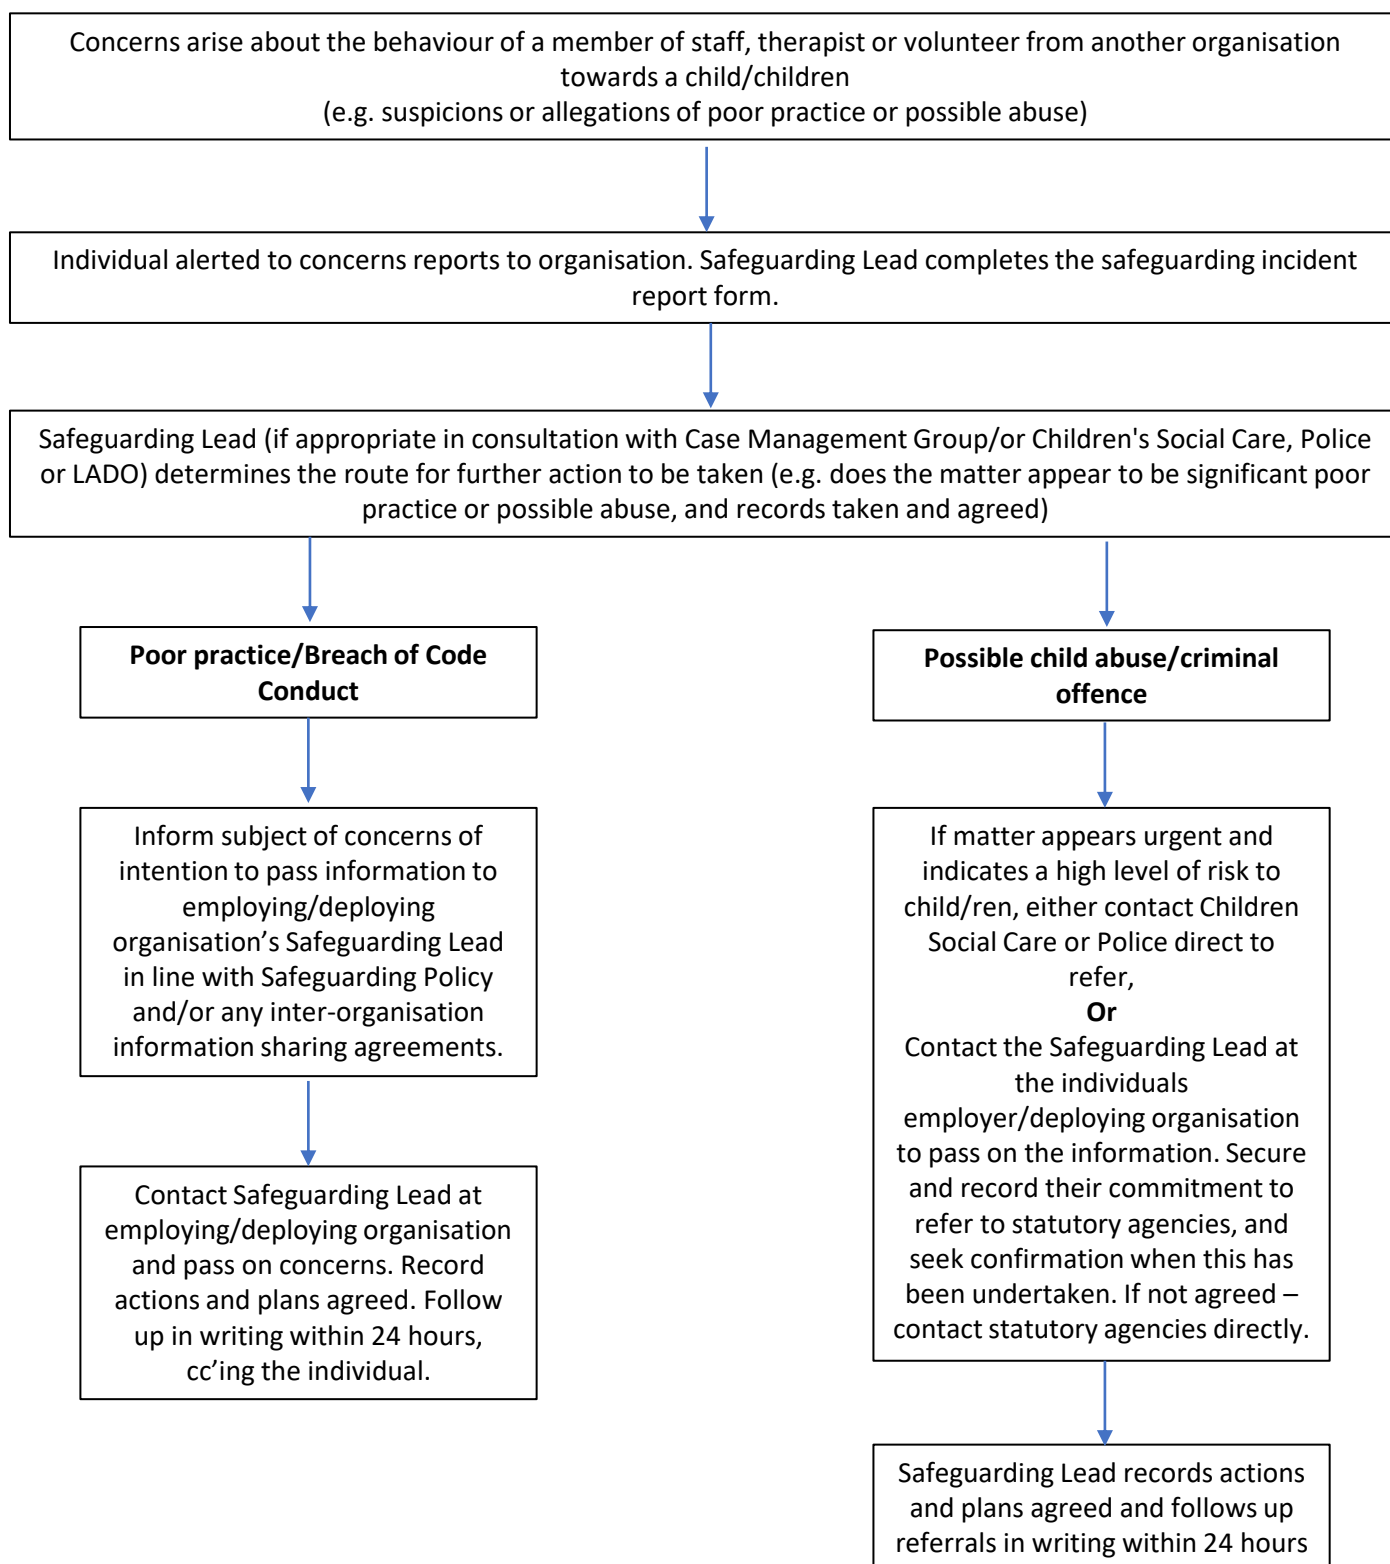 Concerns arise about the behaviour of a member of staff, therapist or volunteer from another organisation
towards a child/children
(e.g. suspicions or allegations of poor practice or possible abuse)
Individual alerted to concerns reports to organisation. Safeguarding Lead completes the safeguarding incident
report form.
Safeguarding Lead (if appropriate in consultation with Case Management Group/or Children's Social Care, Police
or LADO) determines the route for further action to be taken (e.g. does the matter appear to be significant poor
practice or possible abuse, and records taken and agreed)
Poor practice/Breach of Code
Conduct
Inform subject of concerns of
intention to pass information to
employing/deploying
organisation’s Safeguarding Lead
in line with Safeguarding Policy
and/or any inter-organisation
information sharing agreements.
Contact Safeguarding Lead at
employing/deploying organisation
and pass on concerns. Record
actions and plans agreed. Follow
up in writing within 24 hours,
cc’ing the individual.
Possible child abuse/criminal
offence
If matter appears urgent and
indicates a high level of risk to
child/ren, either contact Children
Social Care or Police direct to
refer,
Or
Contact the Safeguarding Lead at
the individuals
employer/deploying organisation
to pass on the information. Secure
and record their commitment to
refer to statutory agencies, and
seek confirmation when this has
been undertaken. If not agreed –
contact statutory agencies directly.
Safeguarding Lead records actions
and plans agreed and follows up
referrals in writing within 24 hours